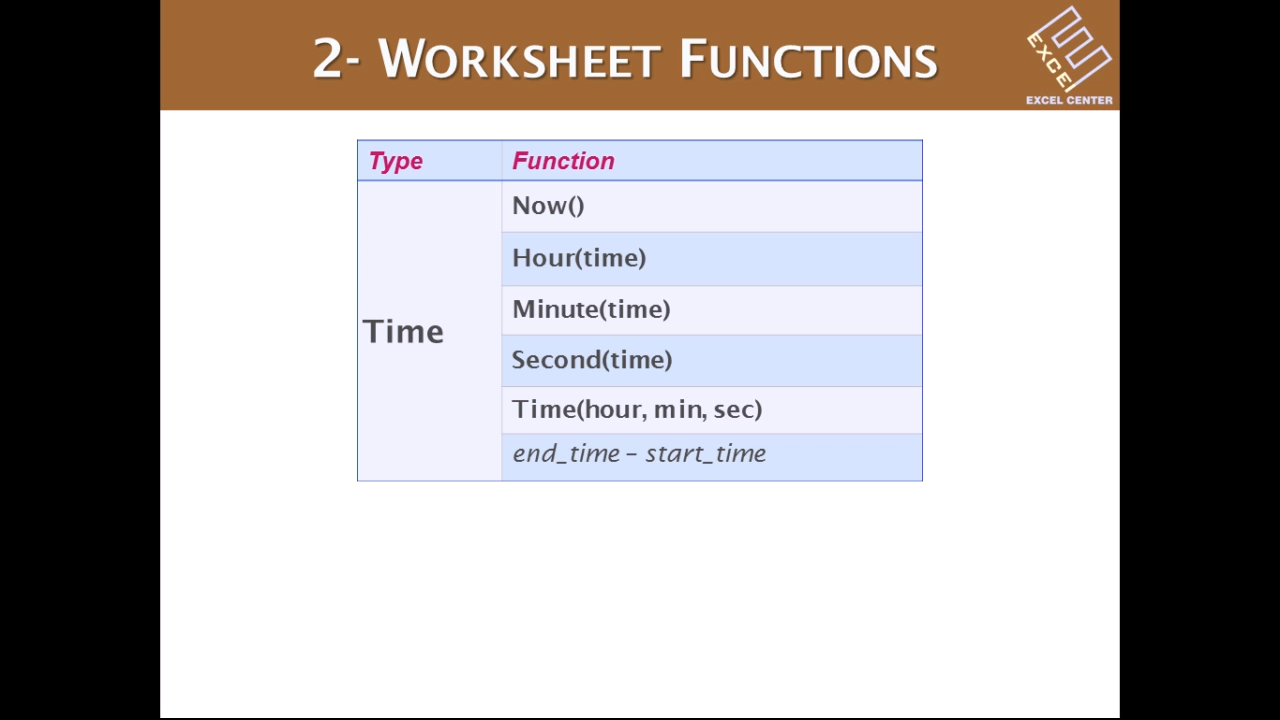 2- WORKSHEET FUNCTIONS
EXCEL
EXCEL CENTER
Type Function
Time
Now()
Hour(time)
Minute(time)
Second(time)
Time(hour, min, sec)
end_time – start_time